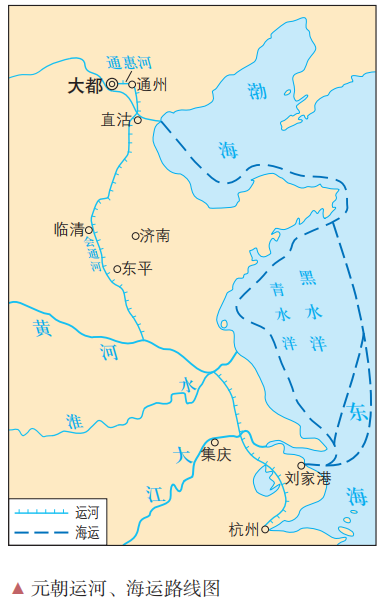 通惠河
大都
通州
直沽
渤
海
临清
会通河
济南
东平
青
水
洋
黑
水
洋
黄
河
淮
水
东
海
大
江
集庆
刘家港
杭州
运河
海运
▲ 元朝运河、海运路线图